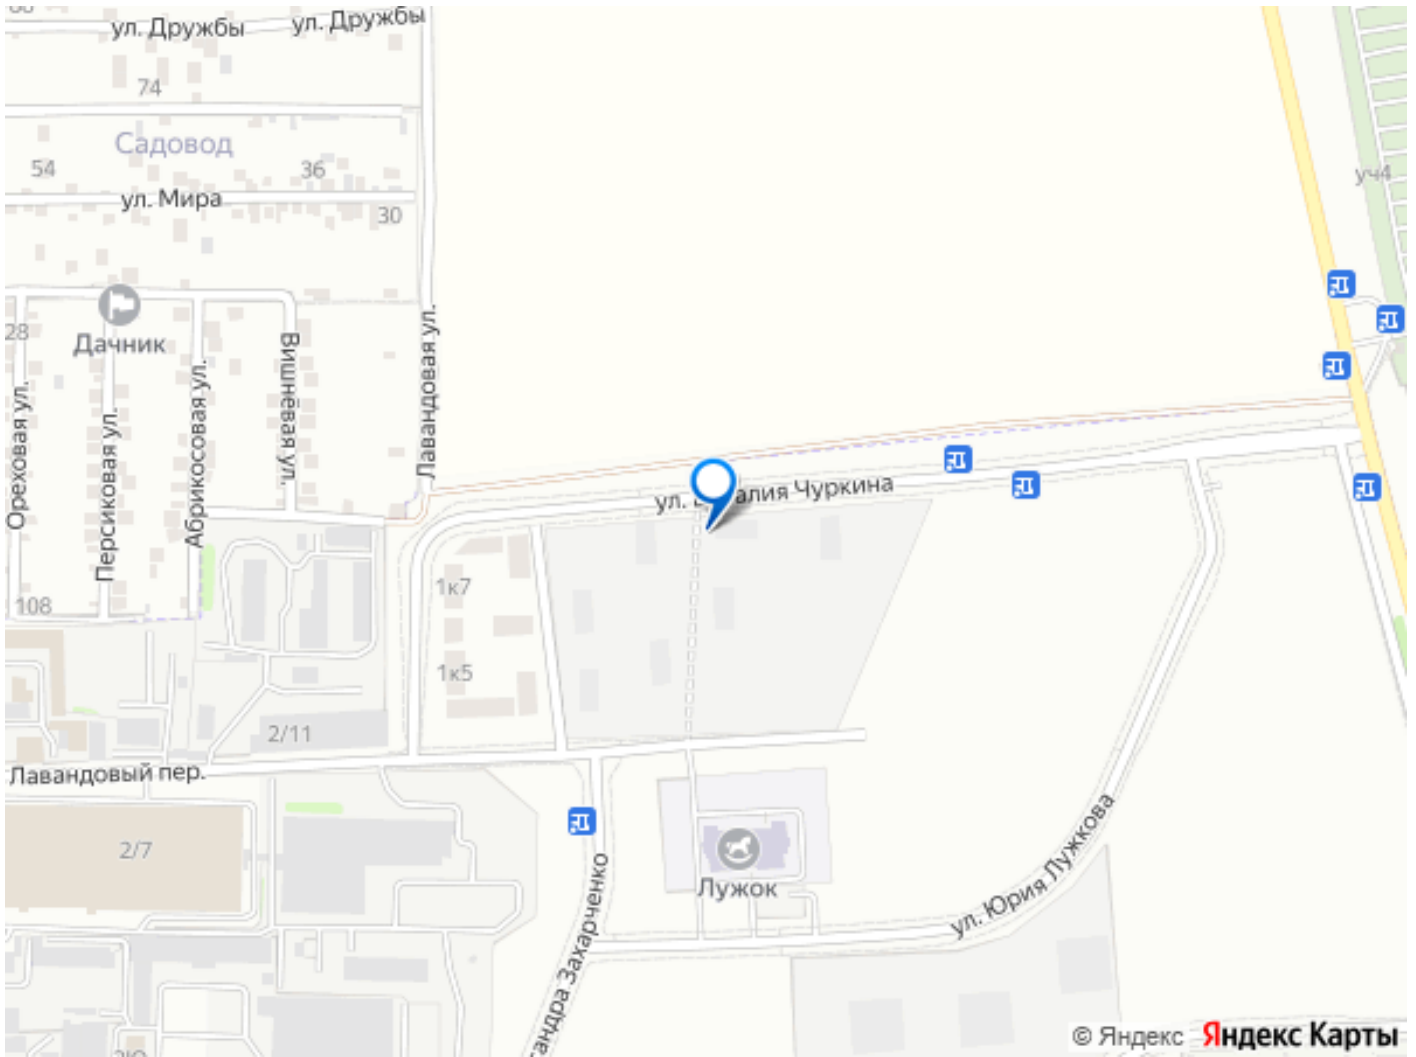 ул. Дружбы
ул. Дружбы
74
Садовод
54
36
уч4
ул. Мира
30
28
Дачник
Вишнёвая ул.
Лавандовая ул.
Ореховая ул.
Персиковая ул.
Абрикосовая ул.
ул.
Чуркина
1к7
108
1к5
2/11
Лавандовый пер.
2/7
Лужок
ул. Юрия Лужкова
Захарченко
© Яндекс Яндекс Карты